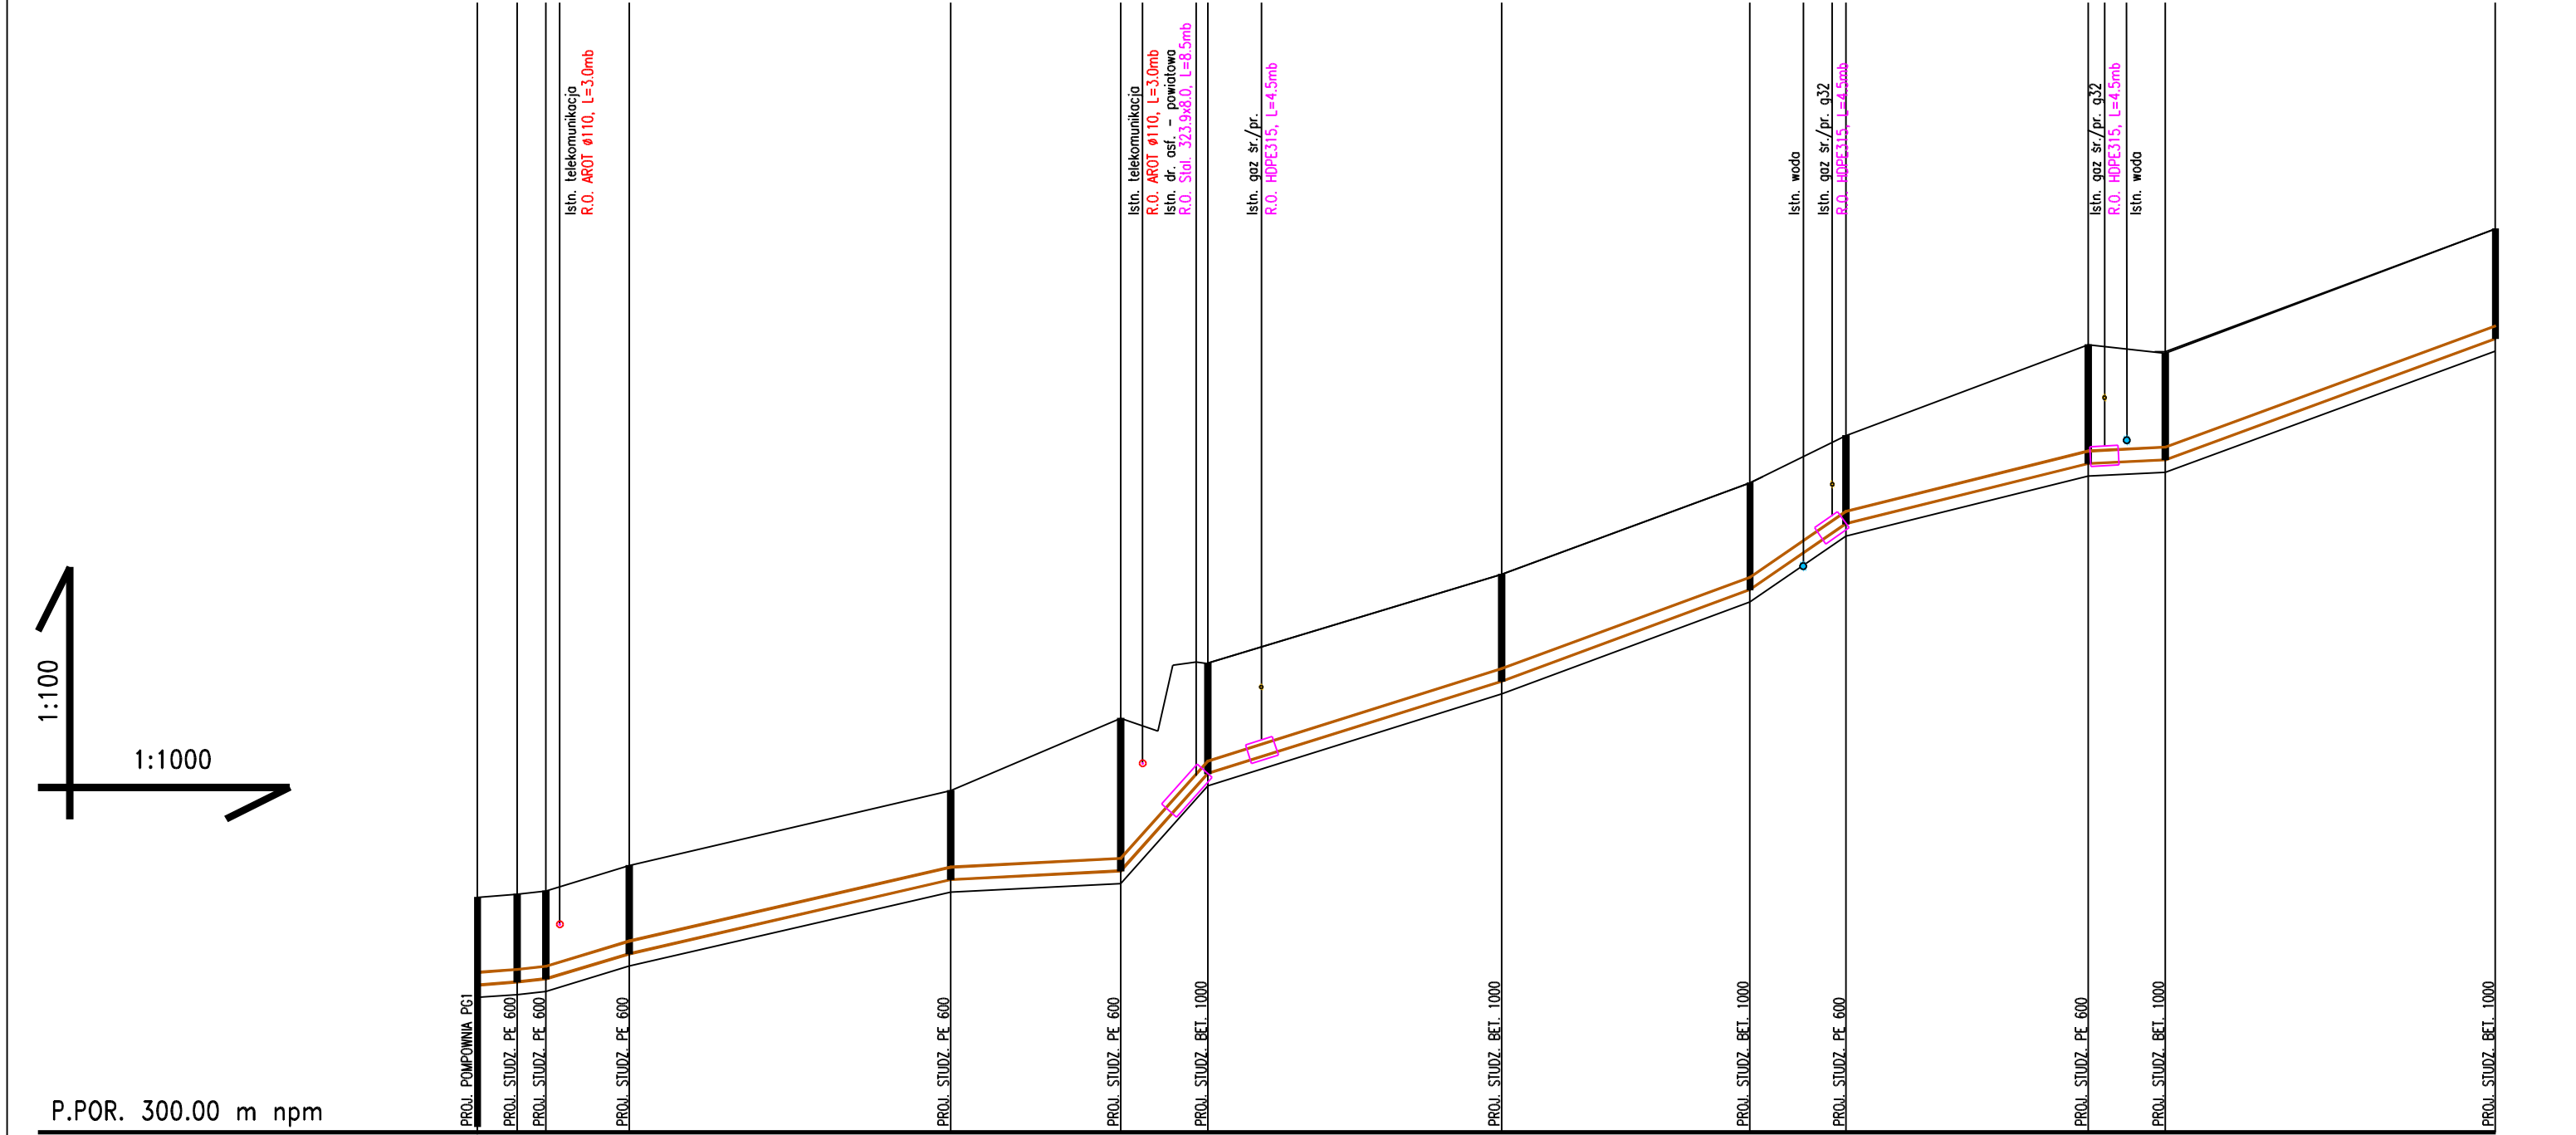 Istn. telekomunikacja
R.O. AROT ø110, L=3.0mb
Istn. telekomunikacja
R.O. AROT ø110, L=3.0mb
Istn. dr. asf. - powiatowa
R.O. Stal. 323.9x8.0, L=8.5mb
Istn. gaz śr./pr.
R.O. HDPE315, L=4.5mb
Istn. woda
Istn. gaz śr./pr. g32
R.O. HDPE315, L=4.5mb
Istn. gaz śr./pr. g32
R.O. HDPE315, L=4.5mb
Istn. woda
1:100
1:1000
PROJ. POMPOWNIA PG1
PROJ. STUDZ. PE 600
PROJ. STUDZ. PE 600
PROJ. STUDZ. PE 600
PROJ. STUDZ. PE 600
PROJ. STUDZ. PE 600
PROJ. STUDZ. BET. 1000
PROJ. STUDZ. BET. 1000
PROJ. STUDZ. BET. 1000
PROJ. STUDZ. PE 600
PROJ. STUDZ. PE 600
PROJ. STUDZ. BET. 1000
PROJ. STUDZ. BET. 1000
P.POR. 300.00 m npm